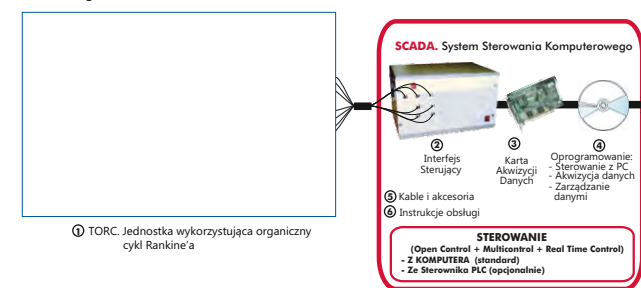 SCADA. System Sterowania Komputerowego
② Interfejs
Sterujący
③ Karta
Akwizycji
Danych
④ Oprogramowanie:
- Sterowanie z PC
- Akwizycja danych
- Zarządzanie
danymi
⑤ Kable i akcesoria
⑥ Instrukcje obsługi
① TORC. Jednostka wykorzystująca organiczny
cykl Rankine'a
STEROWANIE
(Open Control + Multicontrol + Real Time Control)
- Z KOMPUTERA (standard)
- Ze Sterownika PLC (opcjonalnie)